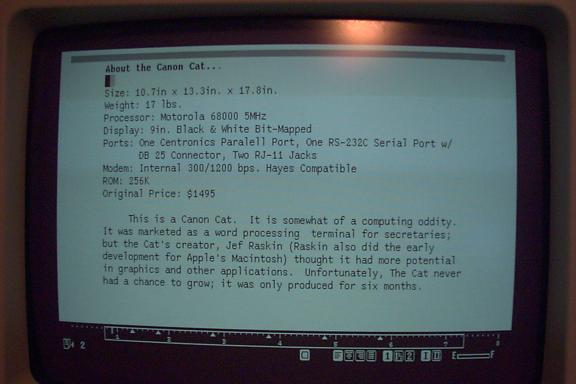 About the Canon Cat...
Size: 10.7in x 13.3in. x 17.8in.
Weight: 17 lbs.
Processor: Motorola 68000 5MHz
Display: 9in. Black & White Bit-Mapped
Ports: One Centronics Paralell Port, One RS-232C Serial Port w/
DB 25 Connector, Two RJ-11 Jacks
Modem: Internal 300/1200 bps. Hayes Compatible
ROM: 256K
Original Price: $1495
This is a Canon Cat. It is somewhat of a computing oddity.
It was marketed as a word processing terminal for secretaries;
but the Cat's creator, Jef Raskin (Raskin also did the early
development for Apple's Macintosh) thought it had more potential
in graphics and other applications. Unfortunately, The Cat never
had a chance to grow; it was only produced for six months.
1 2 3 4 5 6 7 8
2
E F